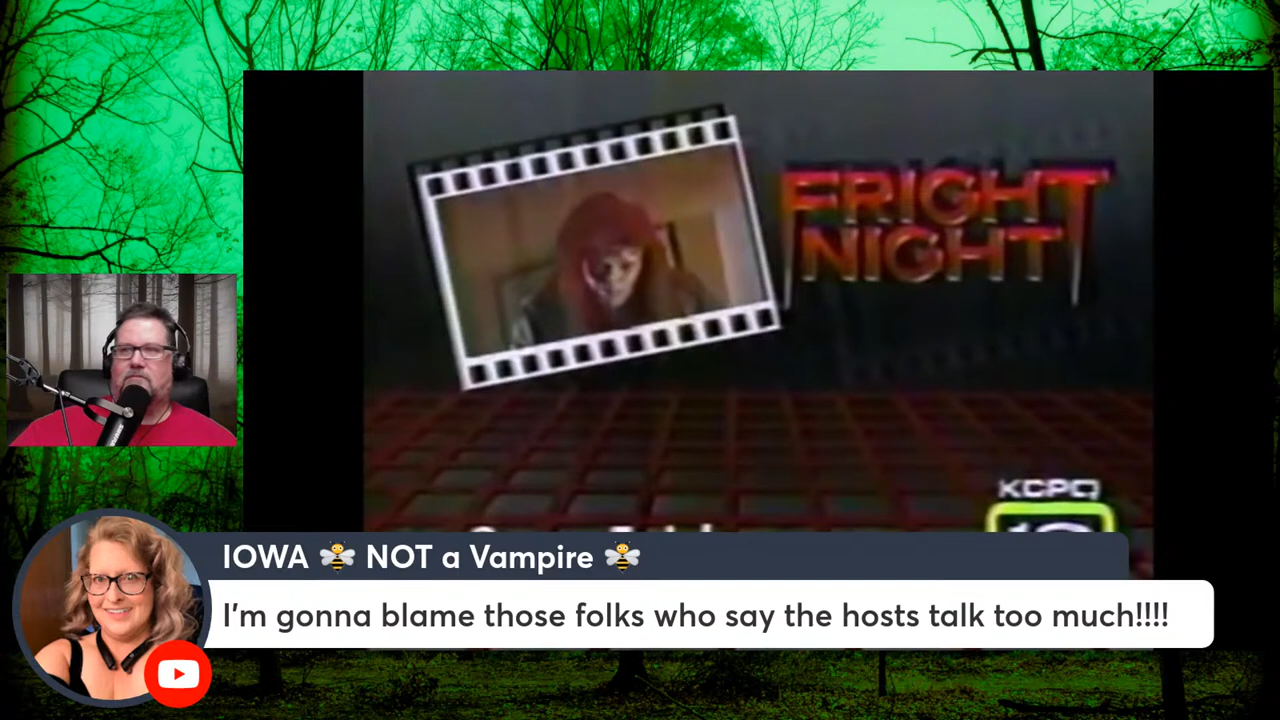 FRIGHT
NIGHT
KCPQ
IOWA 🐝 NOT a Vampire 🐝
I'm gonna blame those folks who say the hosts talk too much!!!!